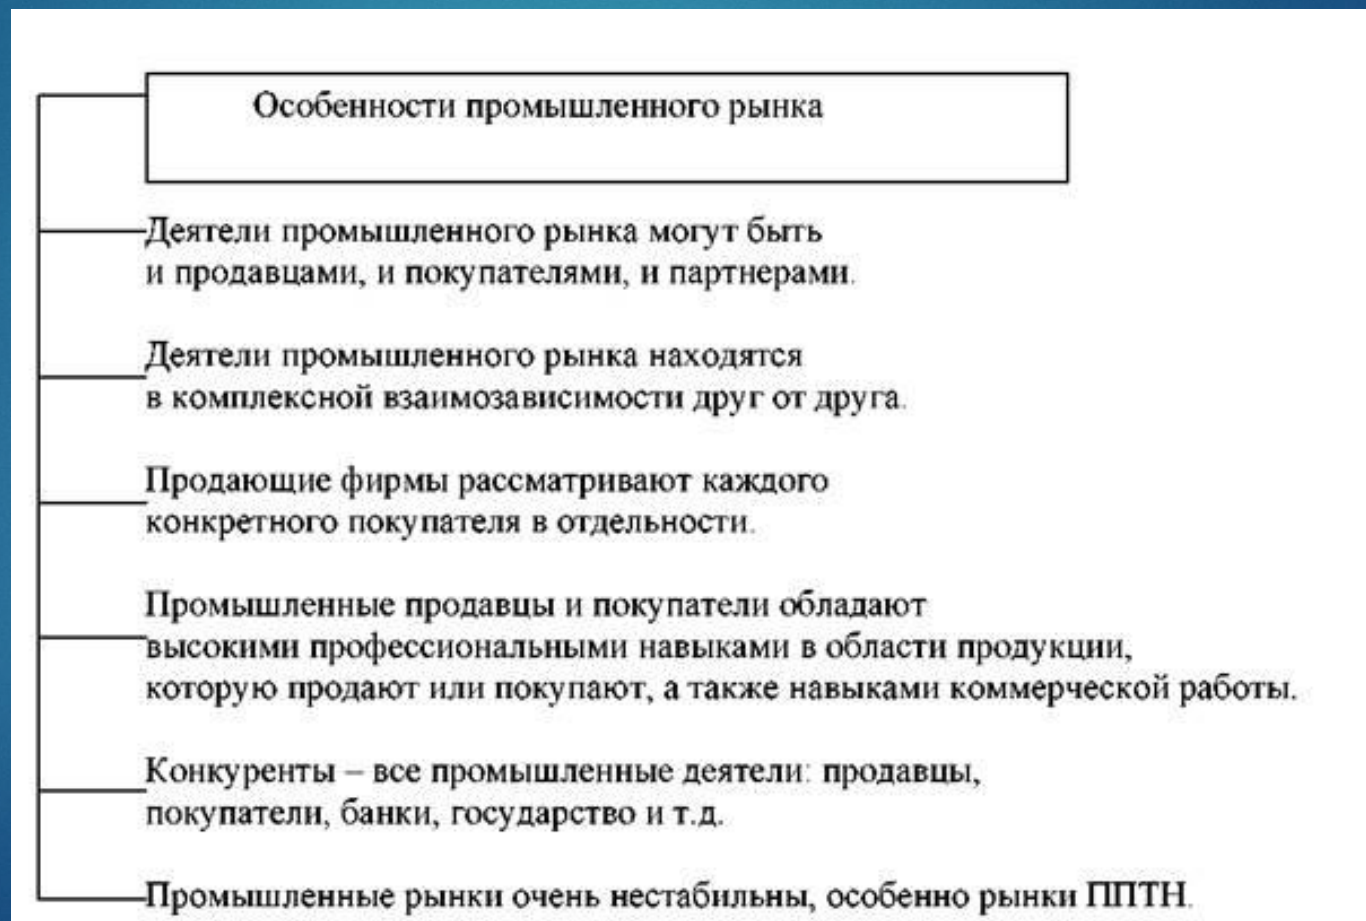 Особенности промышленного рынка
Деятели промышленного рынка могут быть
и продавцами, и покупателями, и партнерами.
Деятели промышленного рынка находятся
в комплексной взаимозависимости друг от друга.
Продающие фирмы рассматривают каждого
конкретного покупателя в отдельности.
Промышленные продавцы и покупатели обладают
высокими профессиональными навыками в области продукции,
которую продают или покупают, а также навыками коммерческой работы.
Конкуренты – все промышленные деятели: продавцы,
покупатели, банки, государство и т.д.
Промышленные рынки очень нестабильны, особенно рынки ППТН.